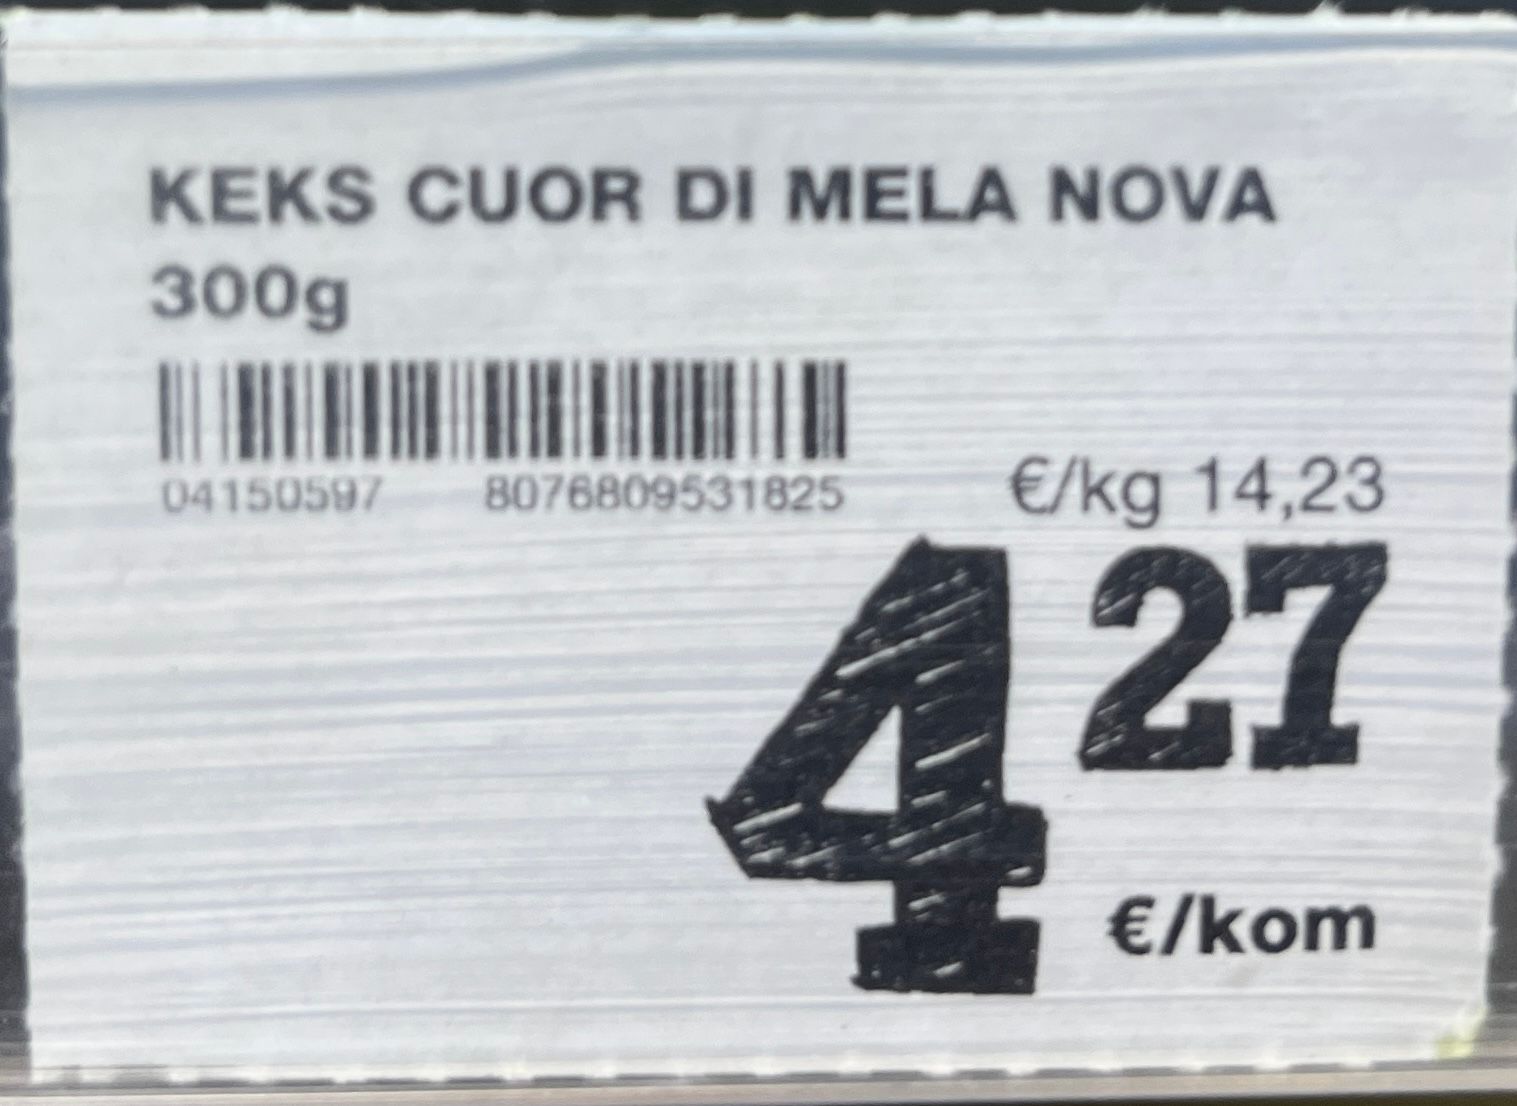 KEKS CUOR DI MELA NOVA
300g
04150597 8076809531825
€/kg 14,23
4 27
€/kom